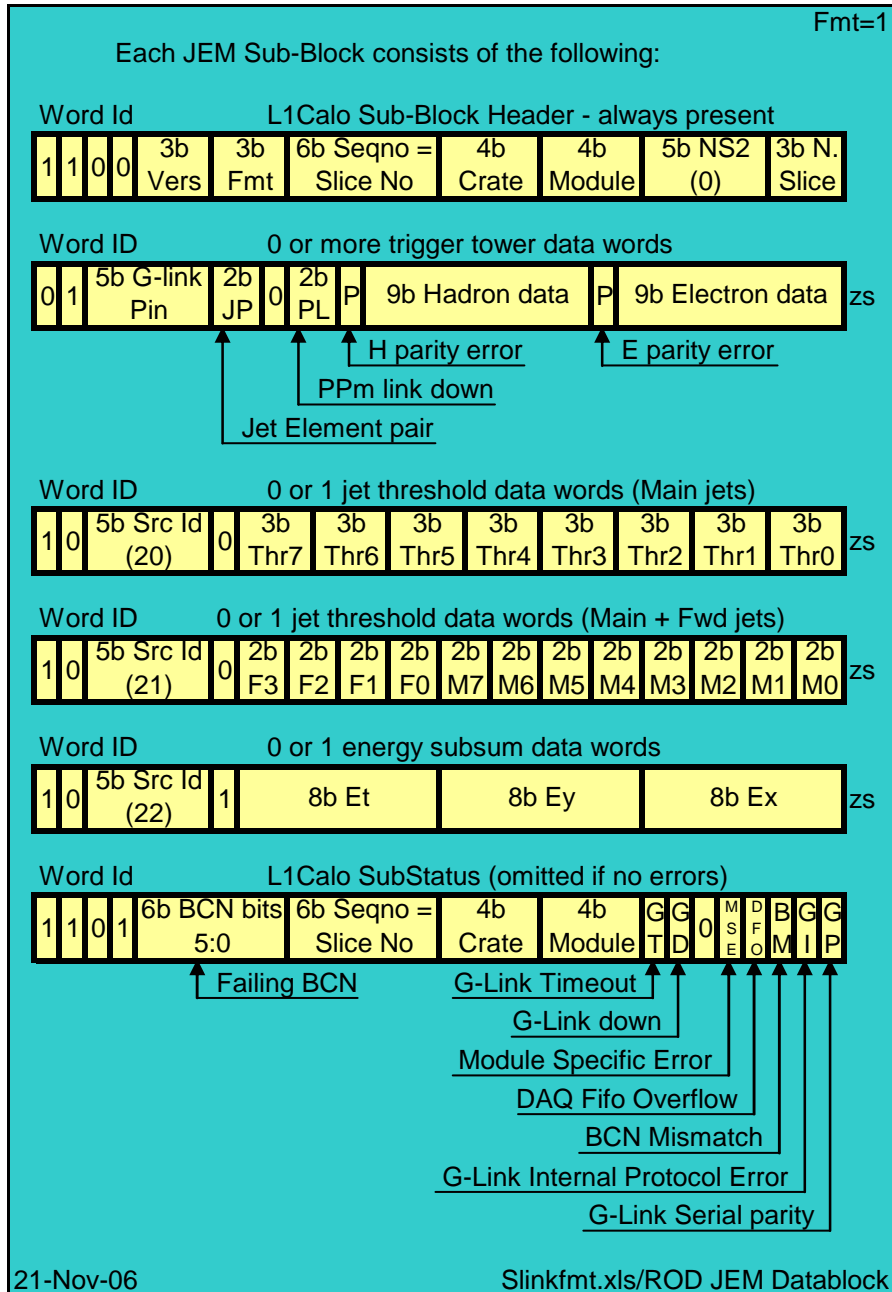 Fmt=1
Each JEM Sub-Block consists of the following:
Word Id L1Calo Sub-Block Header - always present
1 1 0 0 3b Vers 3b Fmt 6b Seqno = Slice No 4b Crate 4b Module 5b NS2 (0) 3b N. Slice
Word ID 0 or more trigger tower data words
0 1 5b G-link Pin 2b JP 0 2b PL P 9b Hadron data P 9b Electron data zs
H parity error E parity error
PPm link down
Jet Element pair
Word ID 0 or 1 jet threshold data words (Main jets)
1 0 5b Src Id (20) 0 3b Thr7 3b Thr6 3b Thr5 3b Thr4 3b Thr3 3b Thr2 3b Thr1 3b Thr0 zs
Word ID 0 or 1 jet threshold data words (Main + Fwd jets)
1 0 5b Src Id (21) 0 2b F3 2b F2 2b F1 2b F0 2b M7 2b M6 2b M5 2b M4 2b M3 2b M2 2b M1 2b M0 zs
Word ID 0 or 1 energy subsum data words
1 0 5b Src Id (22) 1 8b Et 8b Ey 8b Ex zs
Word Id L1Calo SubStatus (omitted if no errors)
1 1 0 1 6b BCN bits 5:0 6b Seqno = Slice No 4b Crate 4b Module GT GD 0 MSE DFO BM GI GP
Failing BCN G-Link Timeout
G-Link down
Module Specific Error
DAQ Fifo Overflow
BCN Mismatch
G-Link Internal Protocol Error
G-Link Serial parity
21-Nov-06 Slinkfmt.xls/ROD JEM Datablock